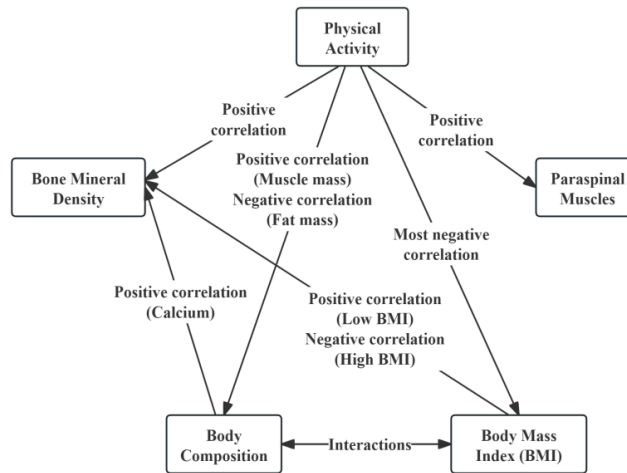 Physical
Activity
Positive
correlation
Positive
correlation
Positive correlation
(Muscle mass)
Negative correlation
(Fat mass)
Bone Mineral
Density
Paraspinal
Muscles
Most negative
correlation
Positive correlation
(Calcium)
Positive correlation
(Low BMI)
Negative correlation
(High BMI)
Body
Composition
Interactions
Body Mass
Index (BMI)